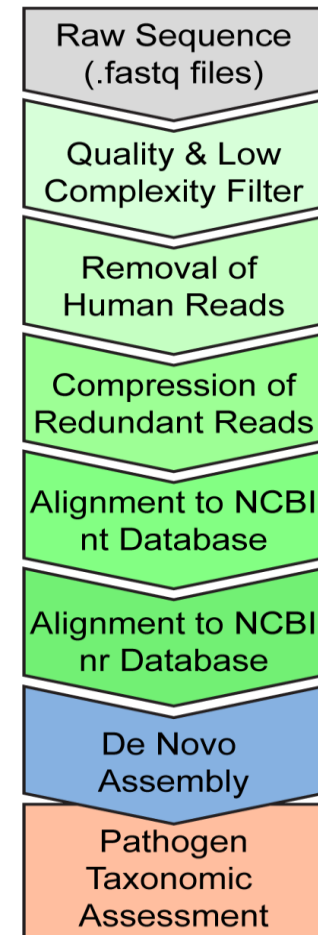 Raw Sequence
(.fastq files)
Quality & Low
Complexity Filter
Removal of
Human Reads
Compression of
Redundant Reads
Alignment to NCBI
nt Database
Alignment to NCBI
nr Database
De Novo
Assembly
Pathogen
Taxonomic
Assessment